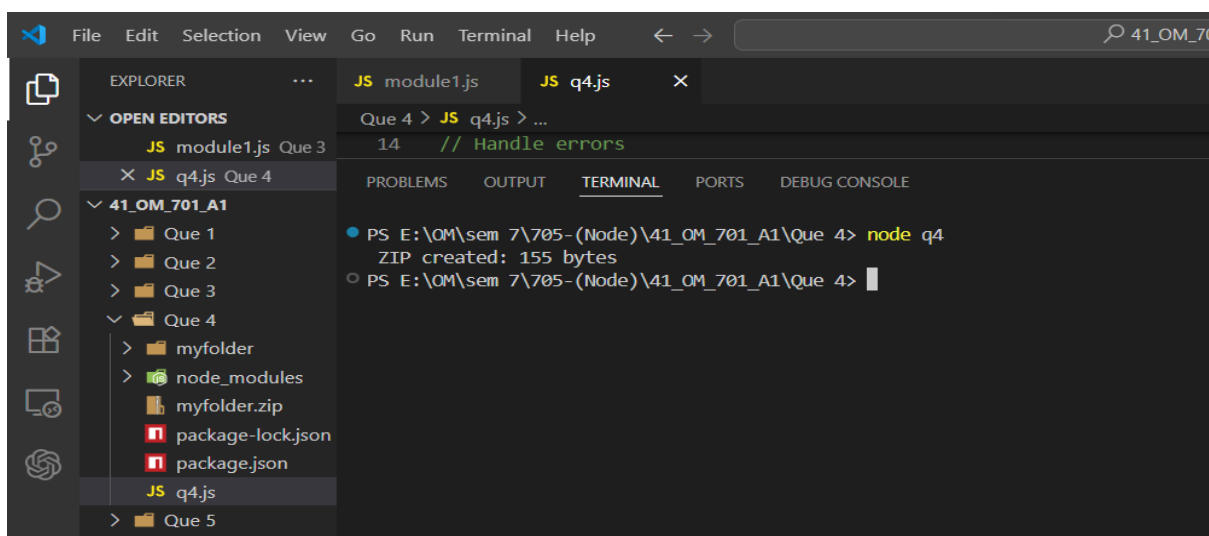 File Edit Selection View Go Run Terminal Help ← → 41_OM_70
EXPLORER ...
OPEN EDITORS
JS module1.js Que 3
× JS q4.js Que 4
41_OM_701_A1
Que 1
Que 2
Que 3
Que 4
myfolder
node_modules
myfolder.zip
package-lock.json
package.json
JS q4.js
Que 5
JS module1.js JS q4.js ×
Que 4 > JS q4.js > ...
14 // Handle errors
PROBLEMS OUTPUT TERMINAL PORTS DEBUG CONSOLE
PS E:\OM\sem 7\705-(Node)\41_OM_701_A1\Que 4> node q4
ZIP created: 155 bytes
PS E:\OM\sem 7\705-(Node)\41_OM_701_A1\Que 4>